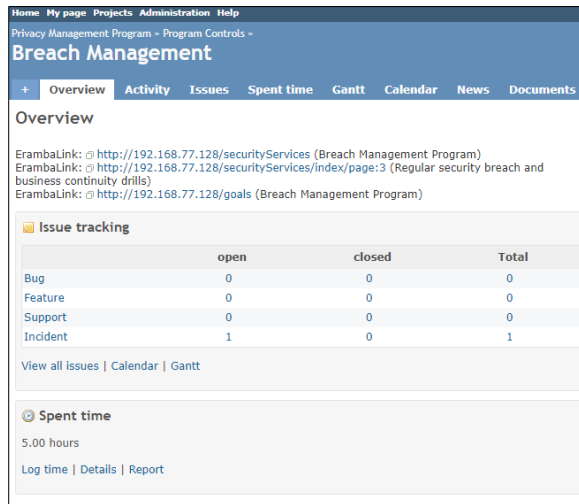 Home My page Projects Administration Help
Privacy Management Program » Program Controls »
Breach Management
+ Overview Activity Issues Spent time Gantt Calendar News Documents
Overview
ErambaLink: http://192.168.77.128/securityServices (Breach Management Program)
ErambaLink: http://192.168.77.128/securityServices/index/page:3 (Regular security breach and
business continuity drills)
ErambaLink: http://192.168.77.128/goals (Breach Management Program)
Issue tracking
open closed Total
Bug 0 0 0
Feature 0 0 0
Support 0 0 0
Incident 1 0 1
View all issues | Calendar | Gantt
Spent time
5.00 hours
Log time | Details | Report